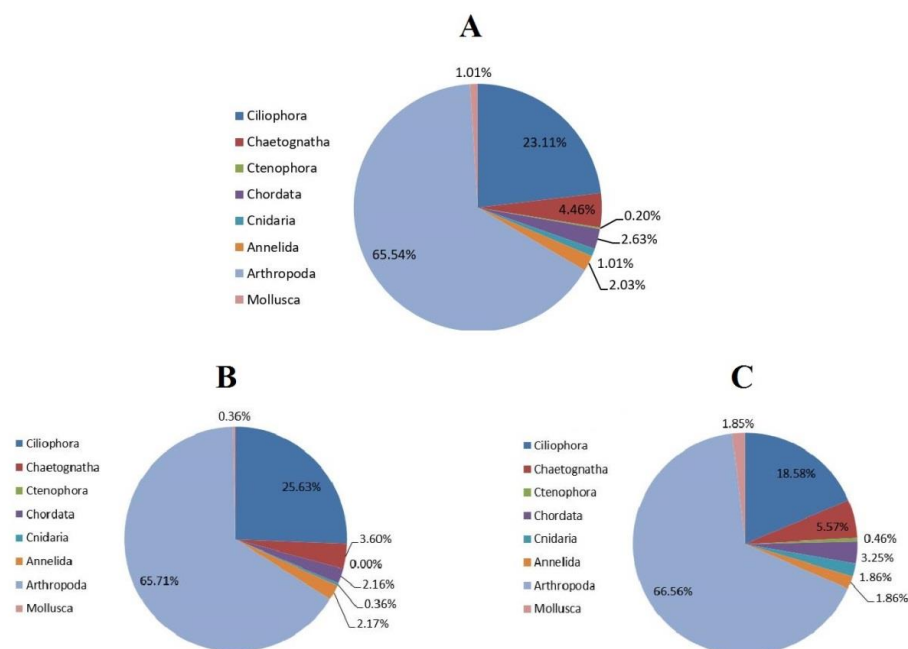 A
Ciliophora
Chaetognatha
Ctenophora
Chordata
Cnidaria
Annelida
Arthropoda
Mollusca
1.01%
23.11%
4.46%
0.20%
2.63%
1.01%
2.03%
65.54%
B
Ciliophora
Chaetognatha
Ctenophora
Chordata
Cnidaria
Annelida
Arthropoda
Mollusca
0.36%
25.63%
3.60%
0.00%
2.16%
0.36%
2.17%
65.71%
C
Ciliophora
Chaetognatha
Ctenophora
Chordata
Cnidaria
Annelida
Arthropoda
Mollusca
1.85%
18.58%
5.57%
0.46%
3.25%
1.86%
1.86%
66.56%